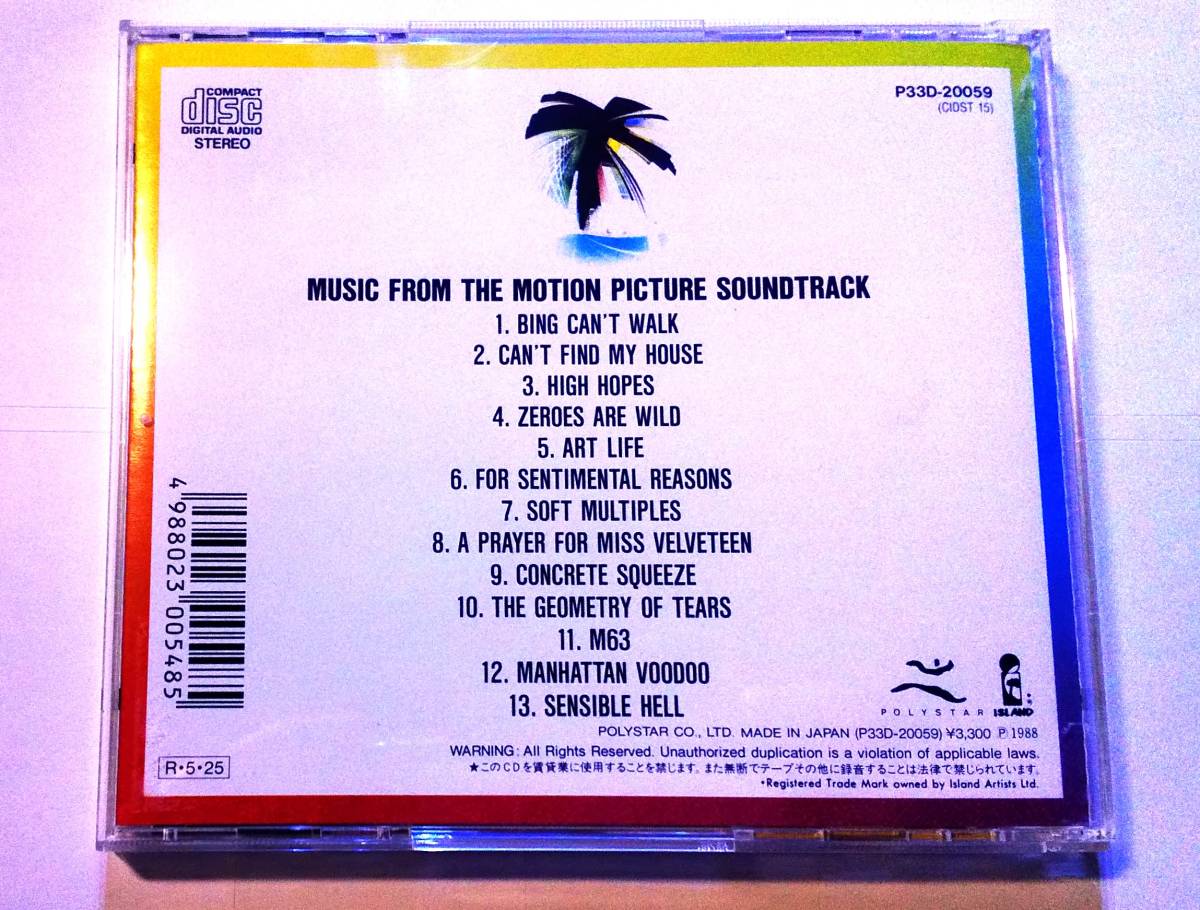 COMPACT
disc
DIGITAL AUDIO
STEREO
P33D-20059
(CIDST 15)
MUSIC FROM THE MOTION PICTURE SOUNDTRACK
1. BING CAN'T WALK
2. CAN'T FIND MY HOUSE
3. HIGH HOPES
4. ZEROES ARE WILD
5. ART LIFE
6. FOR SENTIMENTAL REASONS
7. SOFT MULTIPLES
8. A PRAYER FOR MISS VELVETEEN
9. CONCRETE SQUEEZE
10. THE GEOMETRY OF TEARS
11. M63
12. MANHATTAN VOODOO
13. SENSIBLE HELL
4 988023 005485
POLYSTAR
ISLAND
POLYSTAR CO., LTD. MADE IN JAPAN (P33D-20059) ¥3,300 Ⓟ 1988
WARNING: All Rights Reserved. Unauthorized duplication is a violation of applicable laws.
★このCDを賃貸業に使用することを禁じます。また無断でテープその他に録音することは法律で禁じられています。
•Registered Trade Mark owned by Island Artists Ltd.
R•5•25